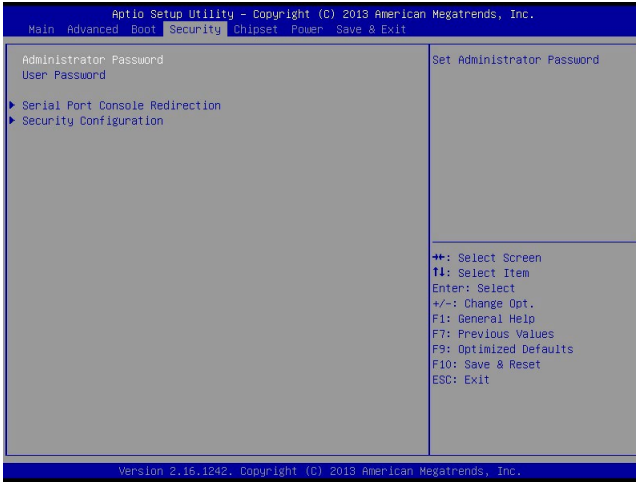 Aptio Setup Utility – Copyright (C) 2013 American Megatrends, Inc.
Main Advanced Boot Security Chipset Power Save & Exit
Administrator Password
User Password
▶ Serial Port Console Redirection
▶ Security Configuration
Set Administrator Password
→←: Select Screen
↑↓: Select Item
Enter: Select
+/-: Change Opt.
F1: General Help
F7: Previous Values
F9: Optimized Defaults
F10: Save & Reset
ESC: Exit
Version 2.16.1242. Copyright (C) 2013 American Megatrends, Inc.